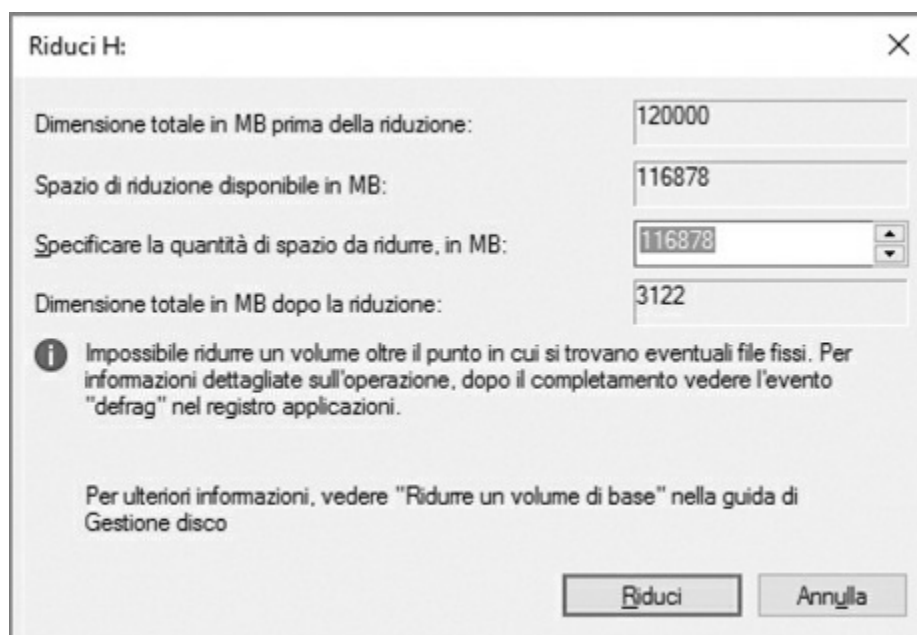 Riduci H:
Dimensione totale in MB prima della riduzione: 120000
Spazio di riduzione disponibile in MB: 116878
Specificare la quantità di spazio da ridurre, in MB: 116878
Dimensione totale in MB dopo la riduzione: 3122
Impossibile ridurre un volume oltre il punto in cui si trovano eventuali file fissi. Per
informazioni dettagliate sull'operazione, dopo il completamento vedere l'evento
"defrag" nel registro applicazioni.
Per ulteriori informazioni, vedere "Ridurre un volume di base" nella guida di
Gestione disco
Riduci Annulla